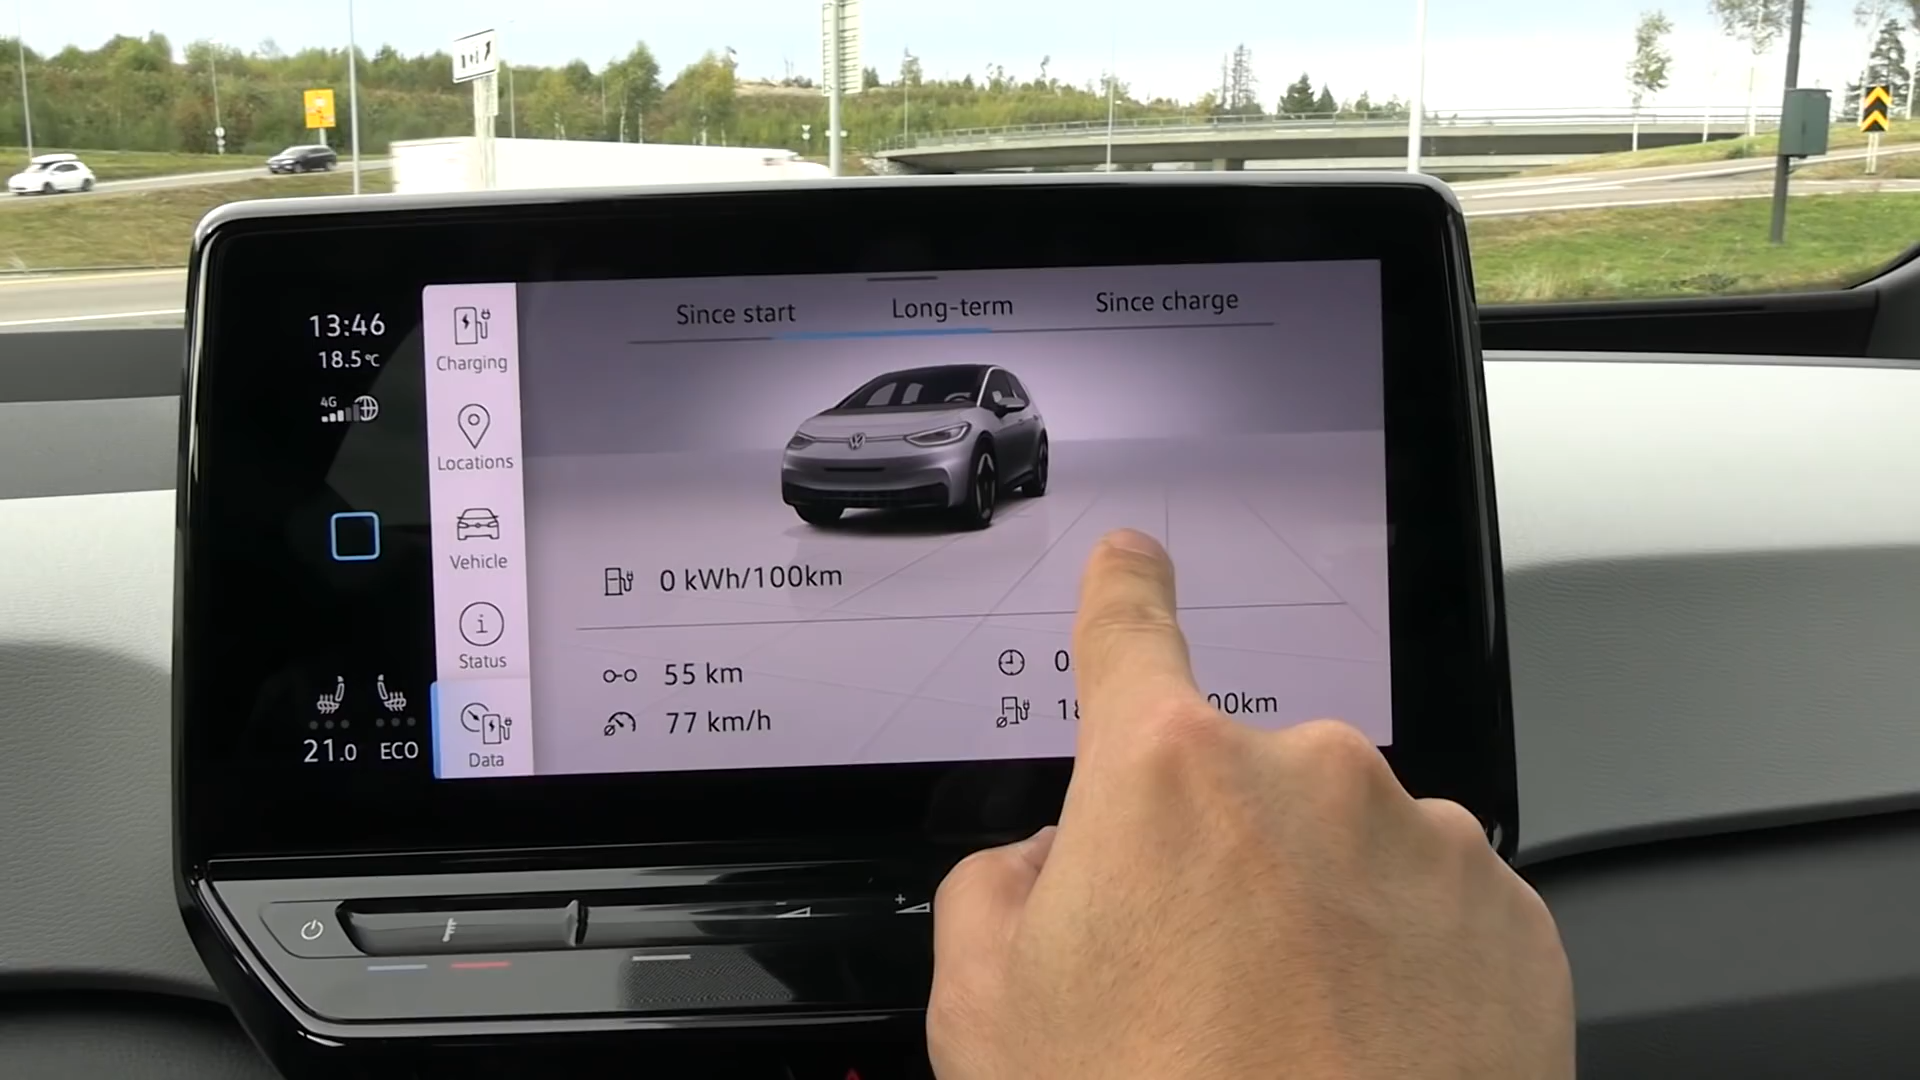 13:46
18.5°C
4G
21.0 ECO
Charging
Locations
Vehicle
Status
Data
Since start Long-term Since charge
0 kWh/100km
55 km
77 km/h